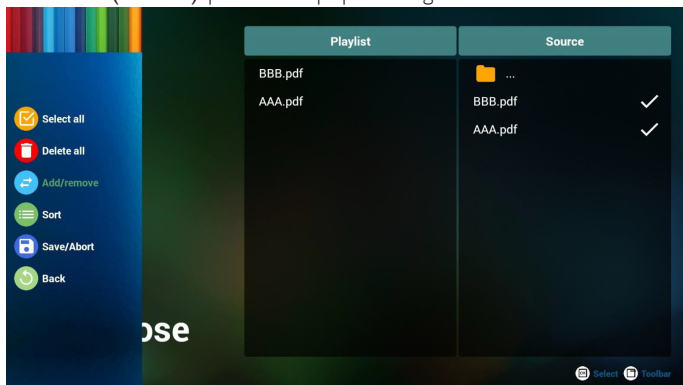 Playlist
Source
BBB.pdf
AAA.pdf
...
BBB.pdf
AAA.pdf
Select all
Delete all
Add/remove
Sort
Save/Abort
Back
ose
Select
Toolbar